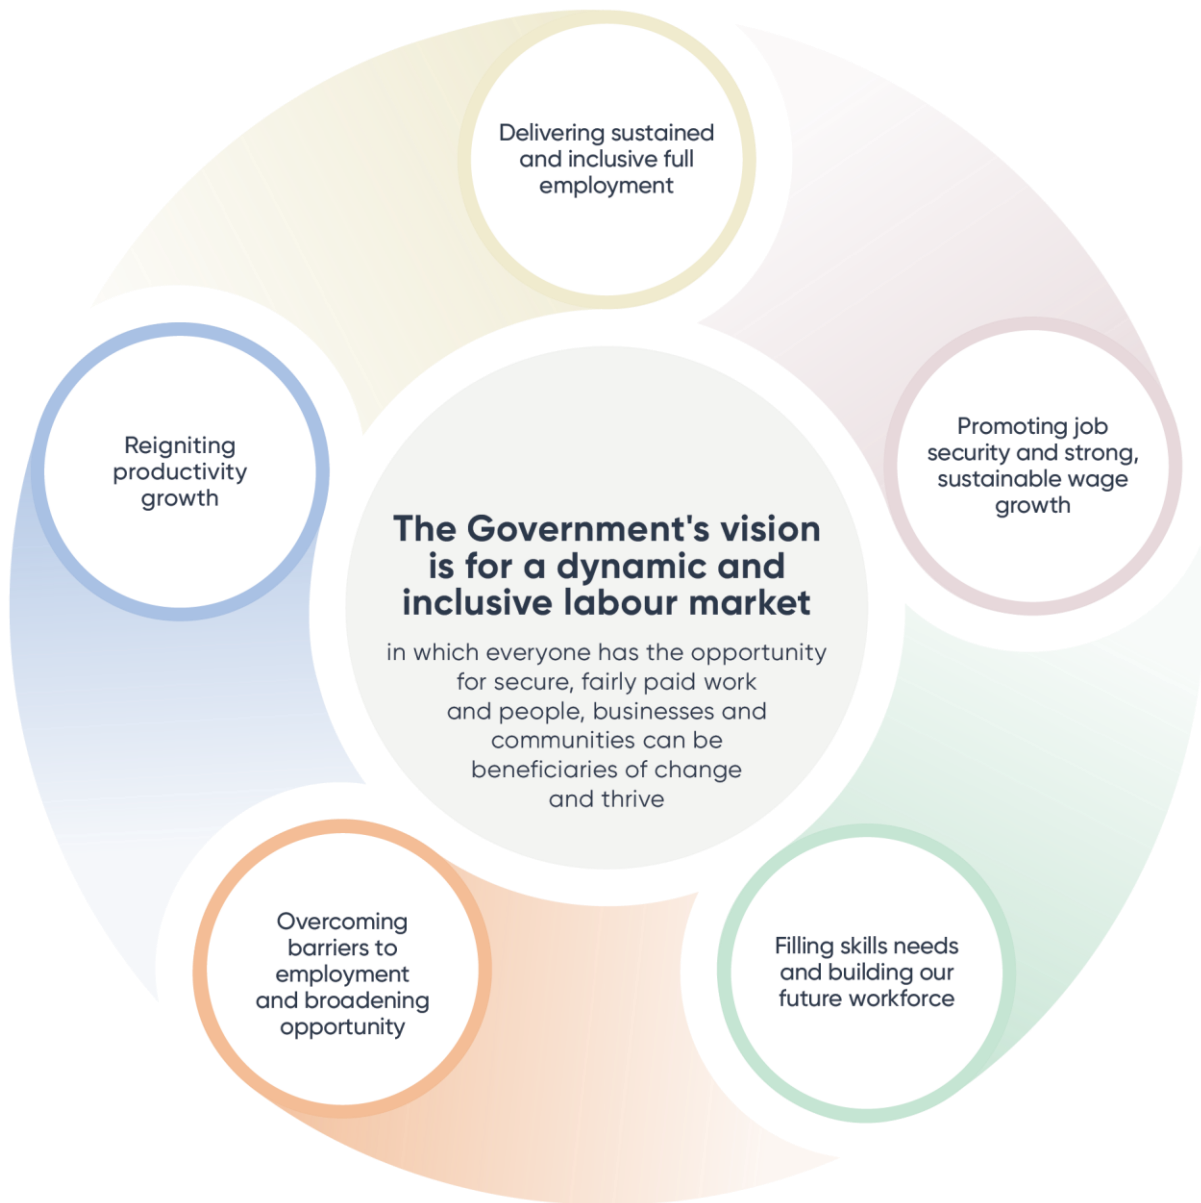 Delivering sustained
and inclusive full
employment
Promoting job
security and strong,
sustainable wage
growth
Reigniting
productivity
growth
The Government's vision
is for a dynamic and
inclusive labour market
in which everyone has the opportunity
for secure, fairly paid work
and people, businesses and
communities can be
beneficiaries of change
and thrive
Overcoming
barriers to
employment
and broadening
opportunity
Filling skills needs
and building our
future workforce